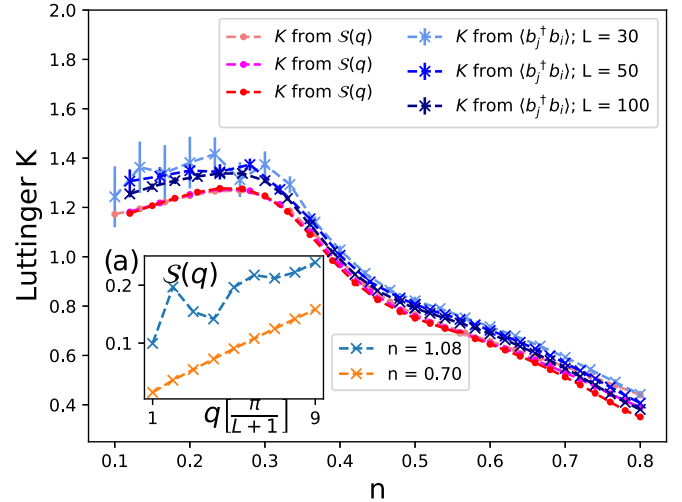 2.0
1.8
1.6
1.4
1.2
1.0
0.8
0.6
0.4
Luttinger K
K from S(q)
K from S(q)
K from S(q)
K from ⟨b_j^† b_i⟩; L = 30
K from ⟨b_j^† b_i⟩; L = 50
K from ⟨b_j^† b_i⟩; L = 100
(a)
S(q)
0.2
0.1
1
9
q[π/(L + 1)]
n = 1.08
n = 0.70
0.1 0.2 0.3 0.4 0.5 0.6 0.7 0.8
n